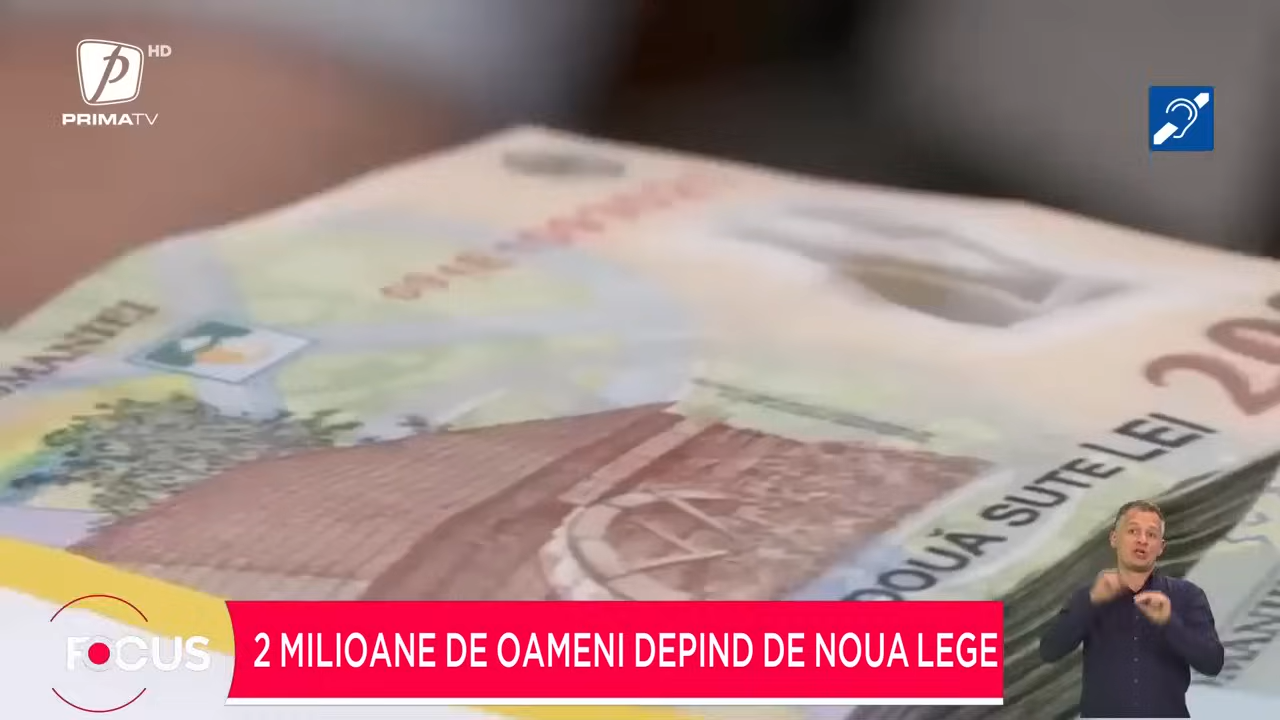 HD
PRIMATV
DOUĂ SUTE LEI
FOCUS
2 MILIOANE DE OAMENI DEPIND DE NOUA LEGE